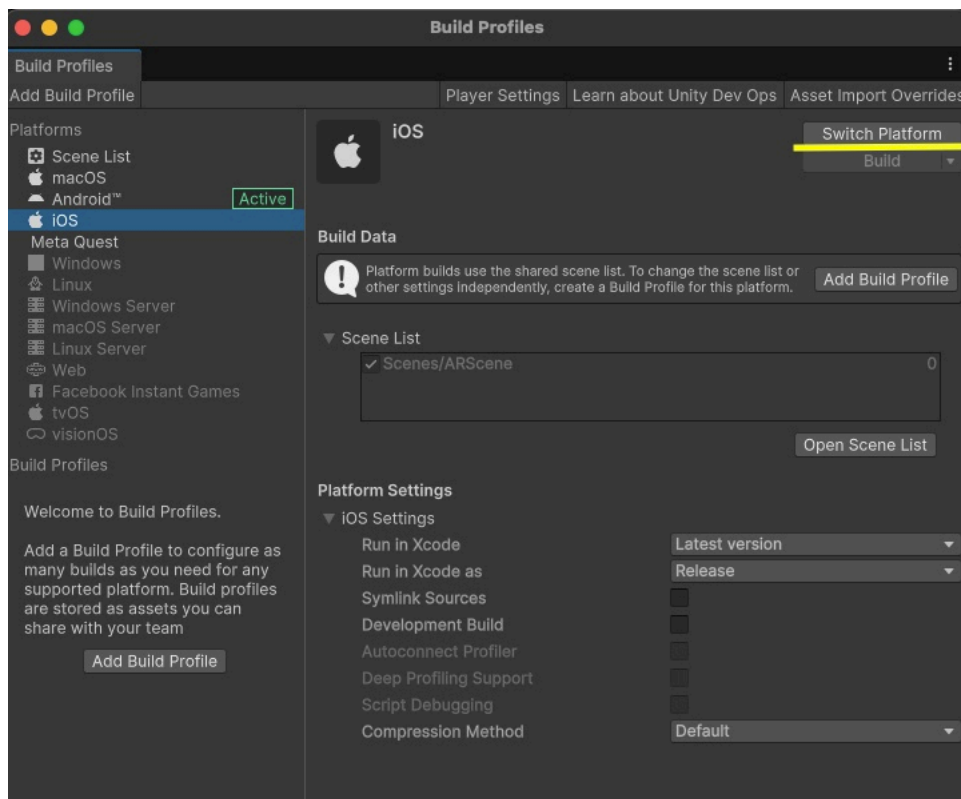 Build Profiles
Build Profiles
Add Build Profile
Player Settings
Learn about Unity Dev Ops
Asset Import Overrides
Platforms
Scene List
macOS
Android™
Active
iOS
Meta Quest
Windows
Linux
Windows Server
macOS Server
Linux Server
Web
Facebook Instant Games
tvOS
visionOS
Build Profiles
Welcome to Build Profiles.
Add a Build Profile to configure as
many builds as you need for any
supported platform. Build profiles
are stored as assets you can
share with your team
Add Build Profile
iOS
Switch Platform
Build
Build Data
Platform builds use the shared scene list. To change the scene list or
other settings independently, create a Build Profile for this platform.
Add Build Profile
Scene List
Scenes/ARScene 0
Open Scene List
Platform Settings
iOS Settings
Run in Xcode Latest version
Run in Xcode as Release
Symlink Sources
Development Build
Autoconnect Profiler
Deep Profiling Support
Script Debugging
Compression Method Default